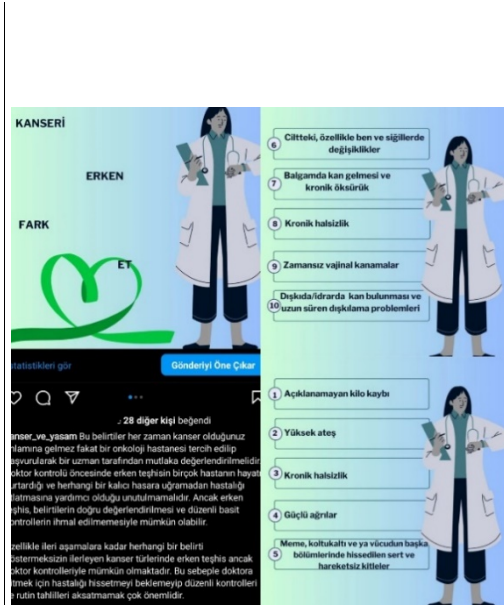 KANSERİ
ERKEN
FARK
ET
istatistikleri gör
Gönderiyi Öne Çıkar
28 diğer kişi beğendi
kanser_ve_yasam Bu belirtiler her zaman kanser olduğunuz
anlamına gelmez fakat bir onkoloji hastanesi tercih edilip
başvurularak bir uzman tarafından mutlaka değerlendirilmelidir.
doktor kontrolü öncesinde erken teşhisin birçok hastanın hayatı
kurtardığı ve herhangi bir kalıcı hasara uğramadan hastalığı
atlatmasına yardımcı olduğu unutulmamalıdır. Ancak erken
teşhis, belirtilerin doğru değerlendirilmesi ve düzenli basit
kontrollerin ihmal edilmemesiyle mümkün olabilir.
Özellikle ileri aşamalara kadar herhangi bir belirti
göstermeksizin ilerleyen kanser türlerinde erken teşhis ancak
doktor kontrolleriyle mümkün olmaktadır. Bu sebeple doktora
gitmek için hastalığı hissetmeyi beklemeyip düzenli kontrolleri
ve rutin tahlilleri aksatmamak çok önemlidir.
6 Ciltteki, özellikle ben ve siğillerde
değişiklikler
7 Balgamda kan gelmesi ve
kronik öksürük
8 Kronik halsizlik
9 Zamansız vajinal kanamalar
10 Dışkıda/idrarda kan bulunması ve
uzun süren dışkılama problemleri
1 Açıklanamayan kilo kaybı
2 Yüksek ateş
3 Kronik halsizlik
4 Güçlü ağrılar
5 Meme, koltukaltı ve ya vücudun başka
bölümlerinde hissedilen sert ve
hareketsiz kitleler